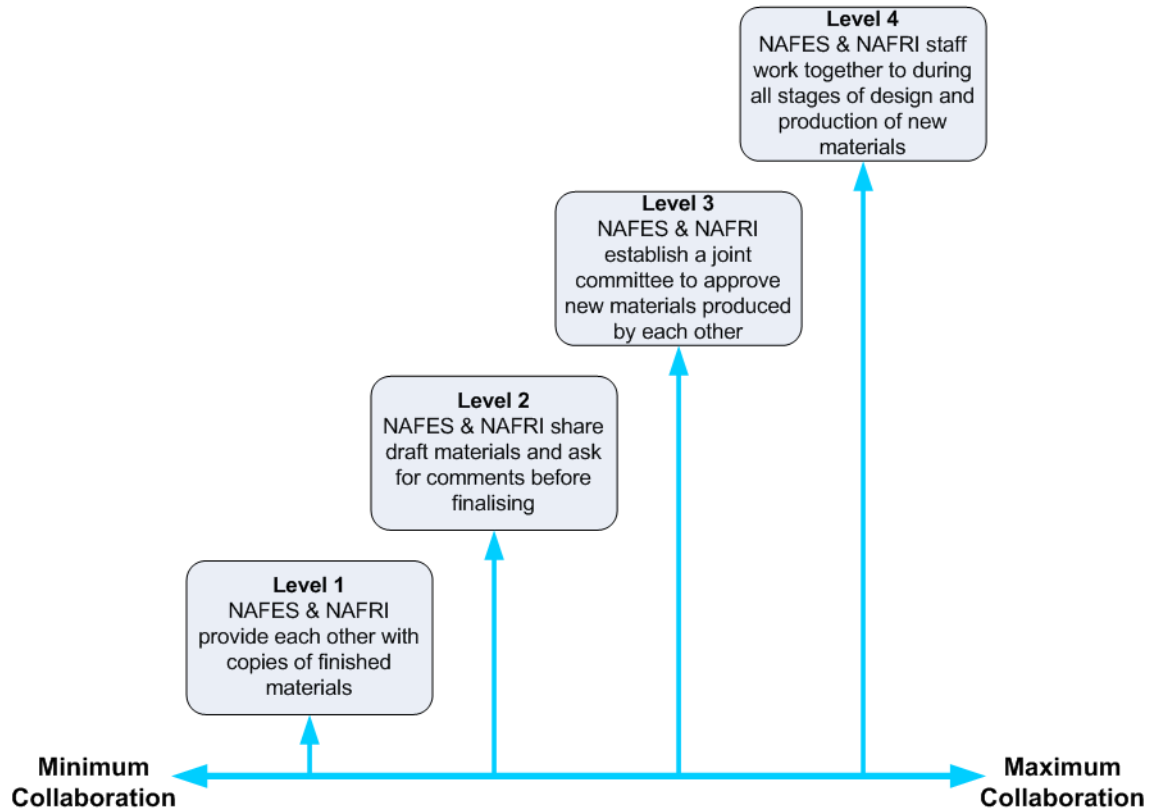 Level 4
NAFES & NAFRI staff
work together to during
all stages of design and
production of new
materials
Level 3
NAFES & NAFRI
establish a joint
committee to approve
new materials produced
by each other
Level 2
NAFES & NAFRI share
draft materials and ask
for comments before
finalising
Level 1
NAFES & NAFRI
provide each other with
copies of finished
materials
Minimum
Collaboration
Maximum
Collaboration